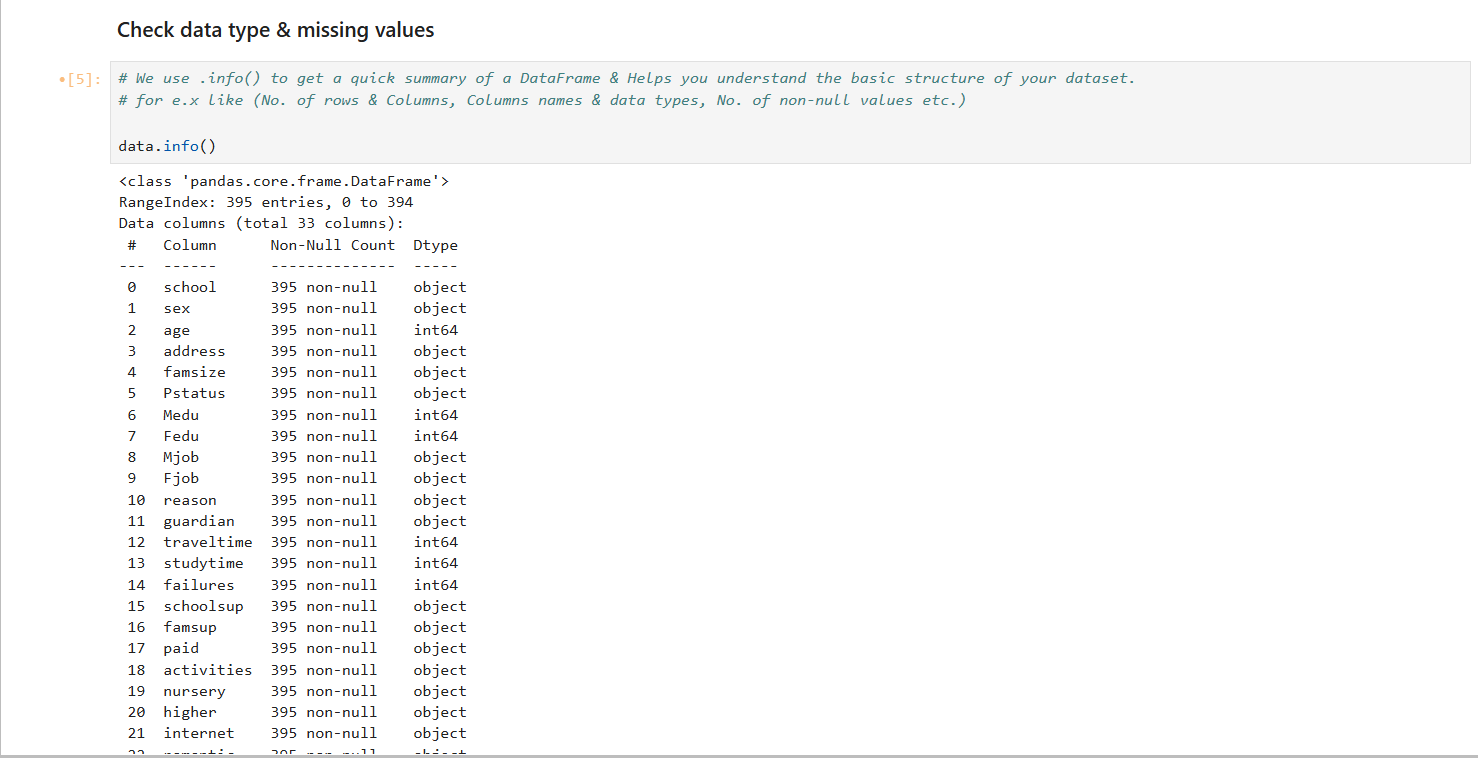 Check data type & missing values
•[5]: # We use .info() to get a quick summary of a DataFrame & Helps you understand the basic structure of your dataset.
# for e.x like (No. of rows & Columns, Columns names & data types, No. of non-null values etc.)
data.info()
<class 'pandas.core.frame.DataFrame'>
RangeIndex: 395 entries, 0 to 394
Data columns (total 33 columns):
 #   Column      Non-Null Count  Dtype
---  ------      --------------  -----
 0   school      395 non-null    object
 1   sex         395 non-null    object
 2   age         395 non-null    int64
 3   address     395 non-null    object
 4   famsize     395 non-null    object
 5   Pstatus     395 non-null    object
 6   Medu        395 non-null    int64
 7   Fedu        395 non-null    int64
 8   Mjob        395 non-null    object
 9   Fjob        395 non-null    object
 10  reason      395 non-null    object
 11  guardian    395 non-null    object
 12  traveltime  395 non-null    int64
 13  studytime   395 non-null    int64
 14  failures    395 non-null    int64
 15  schoolsup   395 non-null    object
 16  famsup      395 non-null    object
 17  paid        395 non-null    object
 18  activities  395 non-null    object
 19  nursery     395 non-null    object
 20  higher      395 non-null    object
 21  internet    395 non-null    object